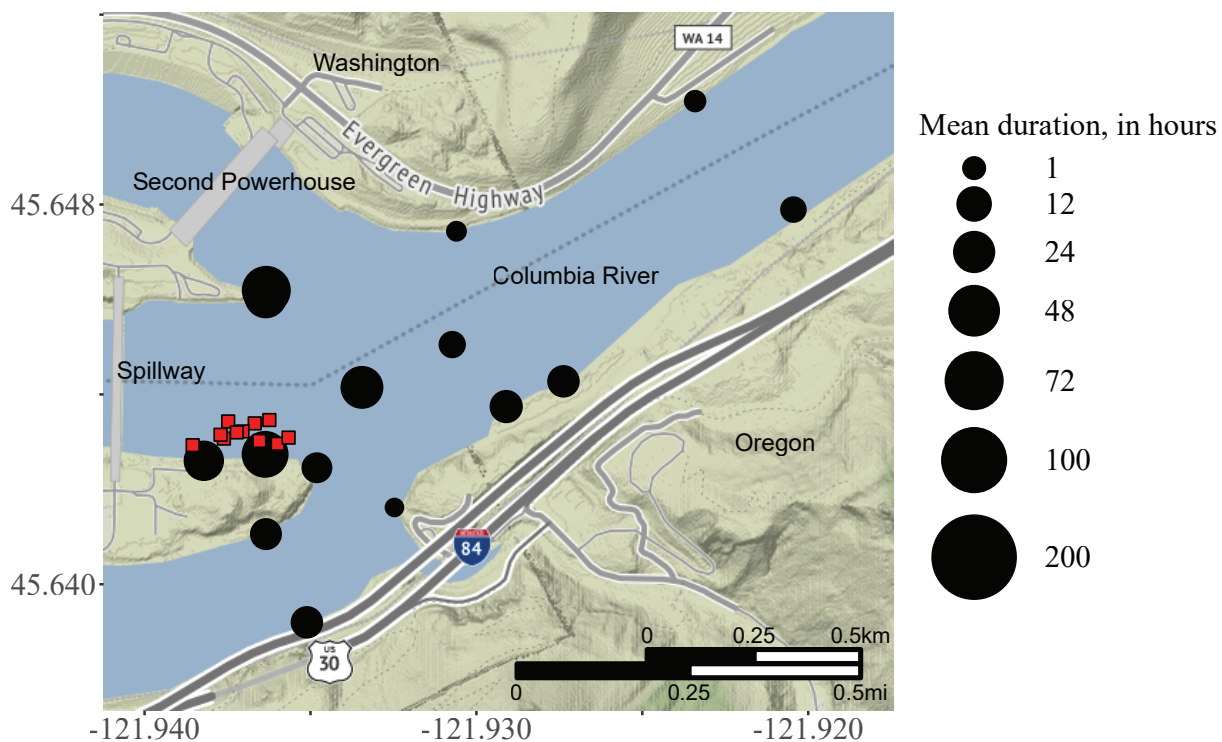 Washington
WA 14
Evergreen Highway
Second Powerhouse
45.648
Columbia River
Spillway
Oregon
45.640
84
US
30
0 0.25 0.5km
0 0.25 0.5mi
-121.940 -121.930 -121.920
Mean duration, in hours
1
12
24
48
72
100
200